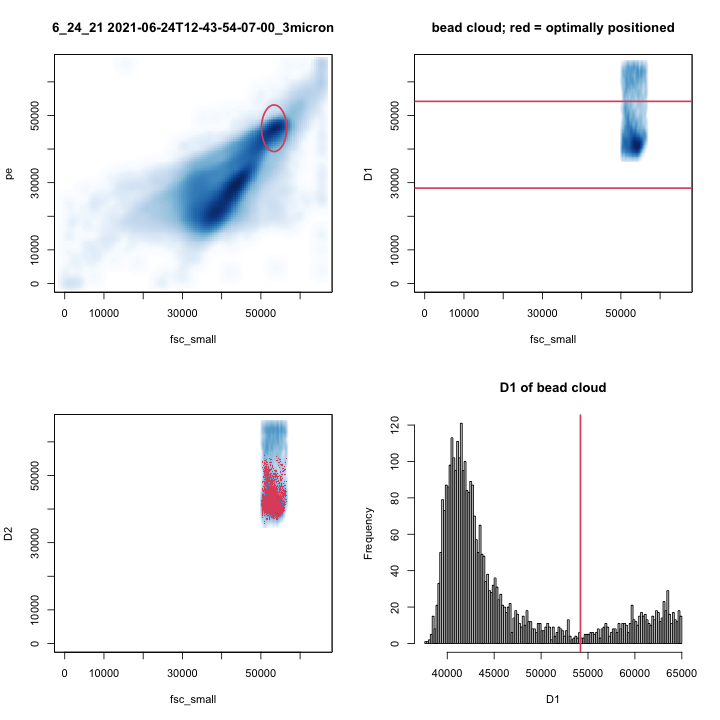 6_24_21 2021-06-24T12-43-54-07-00_3micron
pe
0 10000 30000 50000
0 10000 30000 50000
fsc_small
bead cloud; red = optimally positioned
D1
0 10000 30000 50000
0 10000 30000 50000
fsc_small
D2
0 10000 30000 50000
0 10000 30000 50000
fsc_small
D1 of bead cloud
Frequency
0 20 40 60 80 100 120
40000 45000 50000 55000 60000 65000
D1